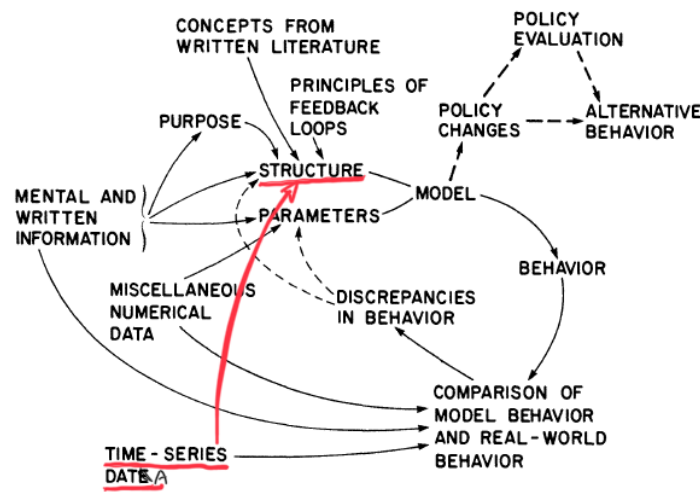 CONCEPTS FROM
WRITTEN LITERATURE
PRINCIPLES OF
FEEDBACK
LOOPS
PURPOSE
STRUCTURE
PARAMETERS
MENTAL AND
WRITTEN
INFORMATION
MISCELLANEOUS
NUMERICAL
DATA
TIME-SERIES
DATEA
MODEL
POLICY
CHANGES
POLICY
EVALUATION
ALTERNATIVE
BEHAVIOR
BEHAVIOR
DISCREPANCIES
IN BEHAVIOR
COMPARISON OF
MODEL BEHAVIOR
AND REAL-WORLD
BEHAVIOR